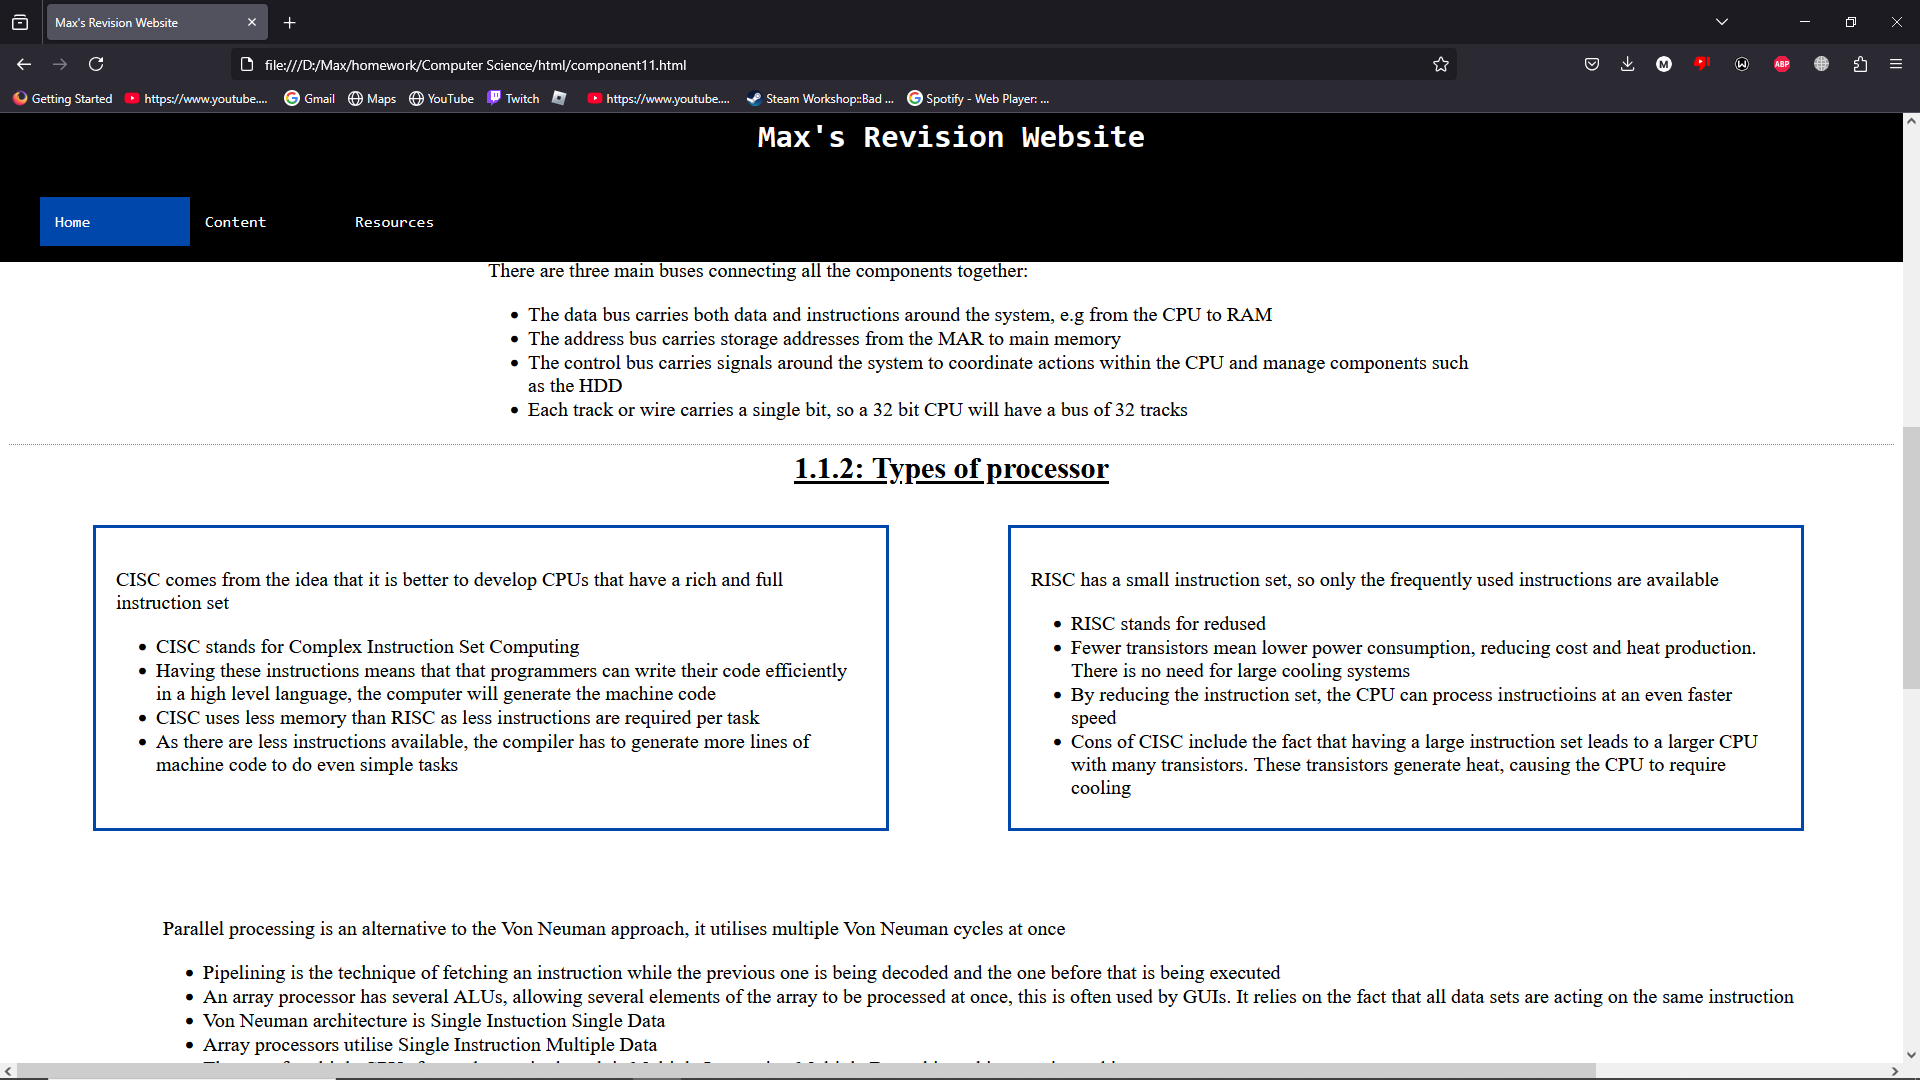 Max's Revision Website
file:///D:/Max/homework/Computer Science/html/component11.html
Getting Started https://www.youtube.... Gmail Maps YouTube Twitch https://www.youtube.... Steam Workshop::Bad ... Spotify - Web Player: ...
Max's Revision Website
Home Content Resources
There are three main buses connecting all the components together:
The data bus carries both data and instructions around the system, e.g from the CPU to RAM
The address bus carries storage addresses from the MAR to main memory
The control bus carries signals around the system to coordinate actions within the CPU and manage components such
as the HDD
Each track or wire carries a single bit, so a 32 bit CPU will have a bus of 32 tracks
1.1.2: Types of processor
CISC comes from the idea that it is better to develop CPUs that have a rich and full
instruction set
CISC stands for Complex Instruction Set Computing
Having these instructions means that that programmers can write their code efficiently
in a high level language, the computer will generate the machine code
CISC uses less memory than RISC as less instructions are required per task
As there are less instructions available, the compiler has to generate more lines of
machine code to do even simple tasks
RISC has a small instruction set, so only the frequently used instructions are available
RISC stands for redused
Fewer transistors mean lower power consumption, reducing cost and heat production.
There is no need for large cooling systems
By reducing the instruction set, the CPU can process instructioins at an even faster
speed
Cons of CISC include the fact that having a large instruction set leads to a larger CPU
with many transistors. These transistors generate heat, causing the CPU to require
cooling
Parallel processing is an alternative to the Von Neuman approach, it utilises multiple Von Neuman cycles at once
Pipelining is the technique of fetching an instruction while the previous one is being decoded and the one before that is being executed
An array processor has several ALUs, allowing several elements of the array to be processed at once, this is often used by GUIs. It relies on the fact that all data sets are acting on the same instruction
Von Neuman architecture is Single Instuction Single Data
Array processors utilise Single Instruction Multiple Data